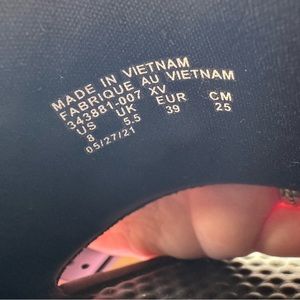 MADE IN VIETNAM
FABRIQUE AU VIETNAM
343881-007 XV
US UK EUR CM
8 5.5 39 25
05/27/21